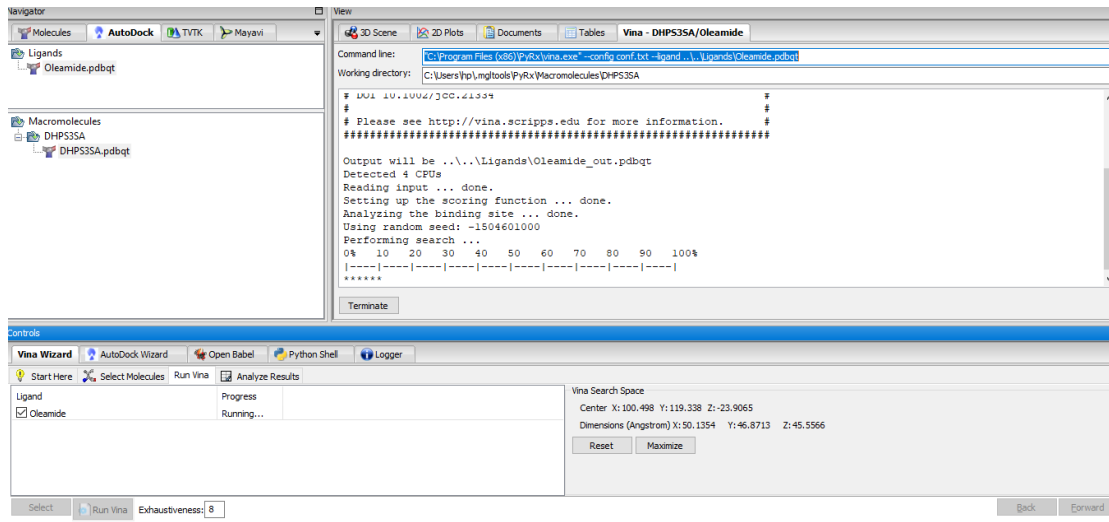 Navigator
View
Molecules AutoDock TVTK Mayavi
3D Scene 2D Plots Documents Tables Vina - DHPS3SA/Oleamide
Ligands
Oleamide.pdbqt
Macromolecules
DHPS3SA
DHPS3SA.pdbqt
Command line: "C:\Program Files (x86)\PyRx\vina.exe" --config conf.txt --ligand ..\..\Ligands\Oleamide.pdbqt
Working directory: C:\Users\hp\.mgltools\PyRx\Macromolecules\DHPS3SA
# DOI 10.1002/jcc.21334 #
# #
# Please see http://vina.scripps.edu for more information. #
#################################################################
Output will be ..\..\Ligands\Oleamide_out.pdbqt
Detected 4 CPUs
Reading input ... done.
Setting up the scoring function ... done.
Analyzing the binding site ... done.
Using random seed: -1504601000
Performing search ...
0% 10 20 30 40 50 60 70 80 90 100%
|----|----|----|----|----|----|----|----|----|----|
******
Terminate
Controls
Vina Wizard AutoDock Wizard Open Babel Python Shell Logger
Start Here Select Molecules Run Vina Analyze Results
Ligand Progress
Oleamide Running...
Vina Search Space
Center X: 100.498 Y: 119.338 Z: -23.9065
Dimensions (Angstrom) X: 50.1354 Y: 46.8713 Z: 45.5566
Reset Maximize
Select Run Vina Exhaustiveness: 8
Back Forward